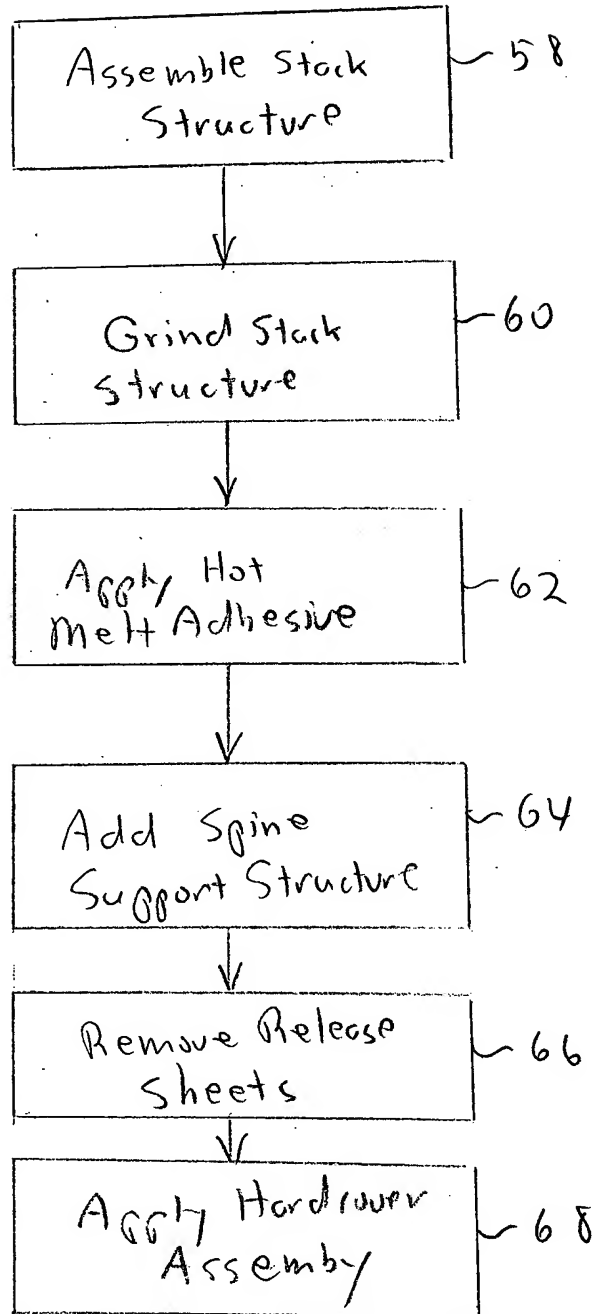 Assemble Stack
Structure
58
Grind Stack
Structure
60
Apply Hot
Melt Adhesive
62
Add Spine
Support Structure
64
Remove Release
Sheets
66
Apply Hardcover
Assemby
68